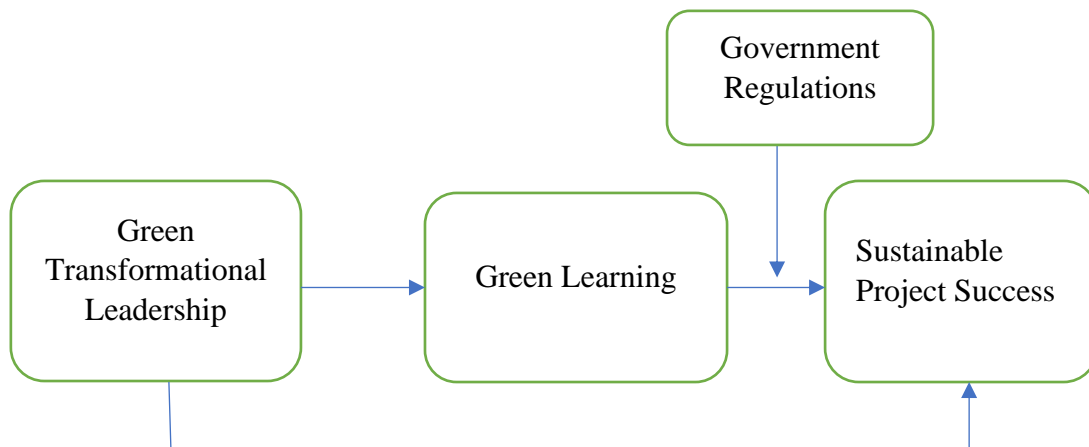 Government
Regulations
Green
Transformational
Leadership
Green Learning
Sustainable
Project Success